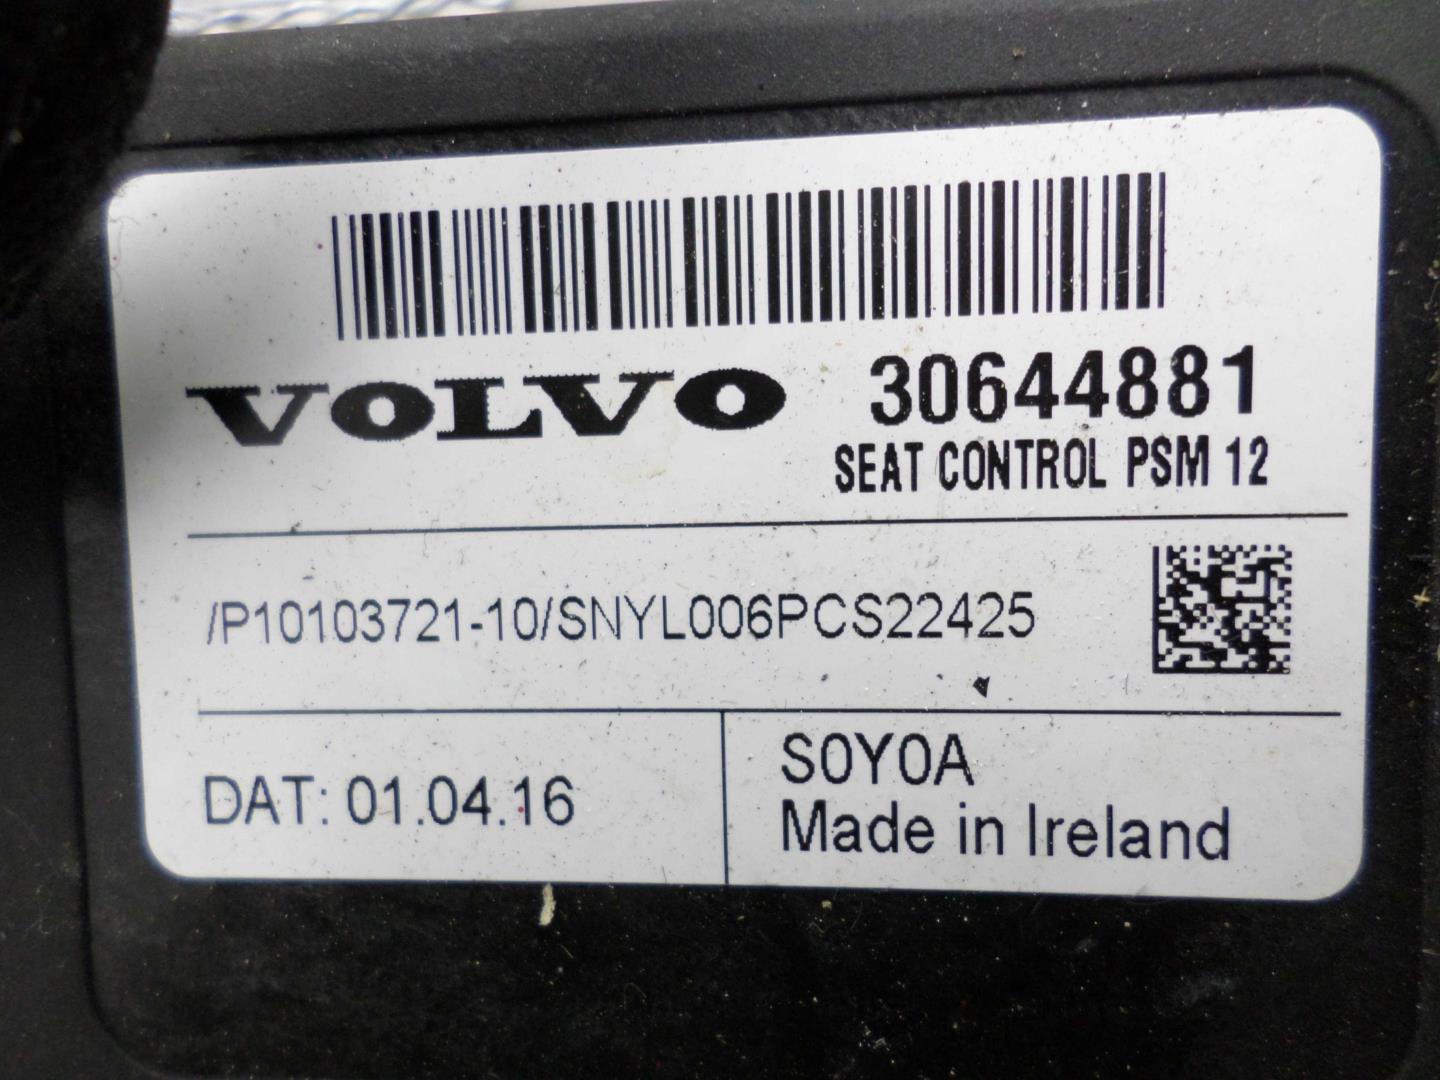 VOLVO 30644881
SEAT CONTROL PSM 12
/P10103721-10/SNYL006PCS22425
DAT: 01.04.16
S0Y0A
Made in Ireland